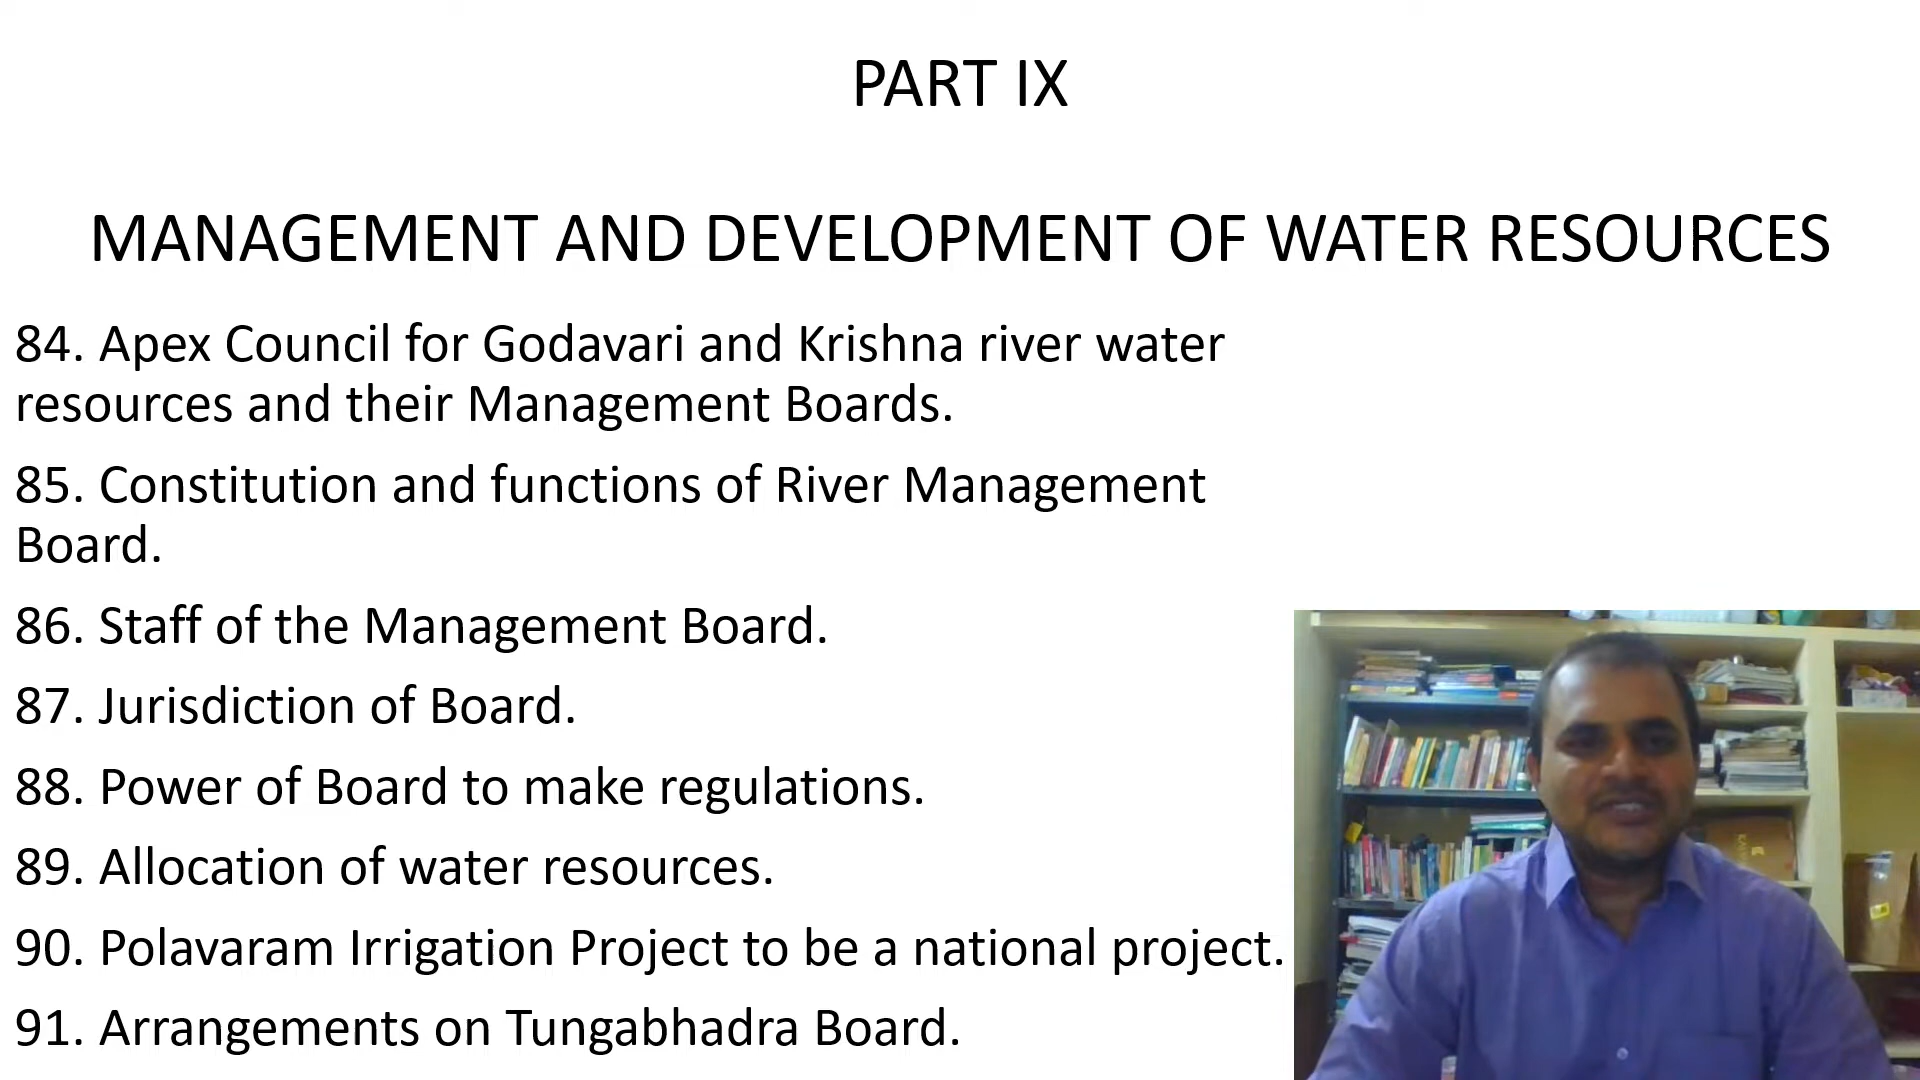 PART IX
MANAGEMENT AND DEVELOPMENT OF WATER RESOURCES
84. Apex Council for Godavari and Krishna river water
resources and their Management Boards.
85. Constitution and functions of River Management
Board.
86. Staff of the Management Board.
87. Jurisdiction of Board.
88. Power of Board to make regulations.
89. Allocation of water resources.
90. Polavaram Irrigation Project to be a national project.
91. Arrangements on Tungabhadra Board.